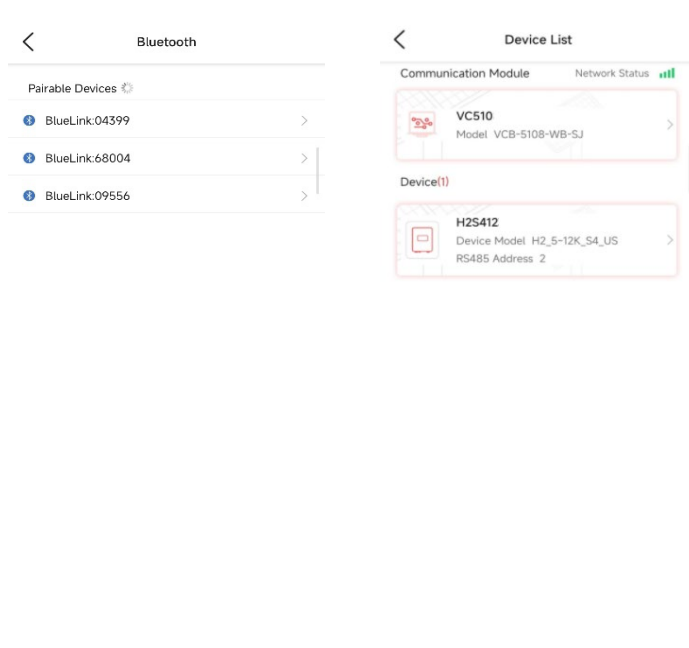 Bluetooth
Pairable Devices
BlueLink:04399
BlueLink:68004
BlueLink:09556
Device List
Communication Module Network Status
VC510
Model VCB-5108-WB-SJ
Device(1)
H2S412
Device Model H2_5-12K_S4_US
RS485 Address 2